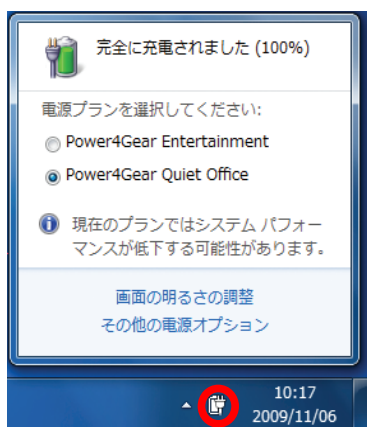 完全に充電されました (100%)
電源プランを選択してください:
Power4Gear Entertainment
Power4Gear Quiet Office
現在のプランではシステム パフォー
マンスが低下する可能性があります。
画面の明るさの調整
その他の電源オプション
10:17
2009/11/06